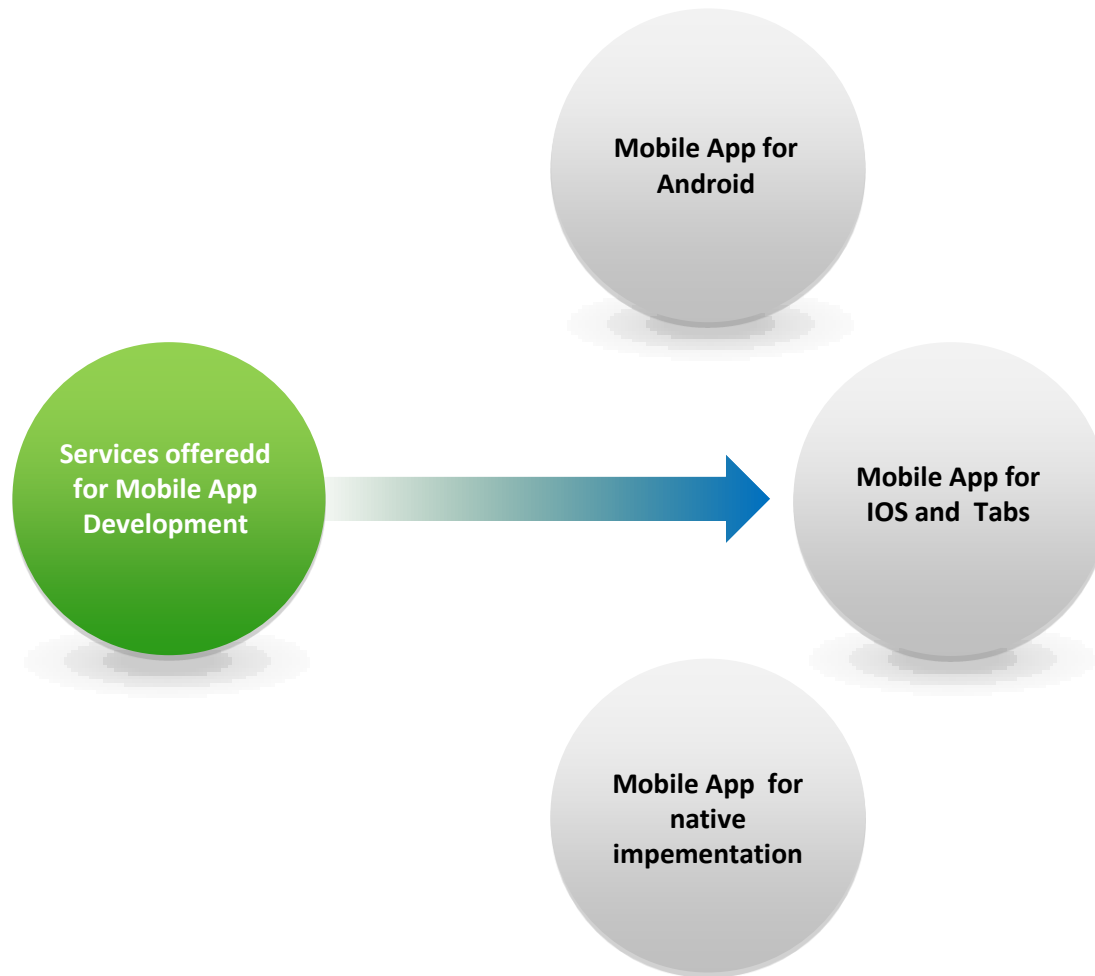 Mobile App for
Android
Services offeredd
for Mobile App
Development
Mobile App for
IOS and  Tabs
Mobile App  for
native
impementation